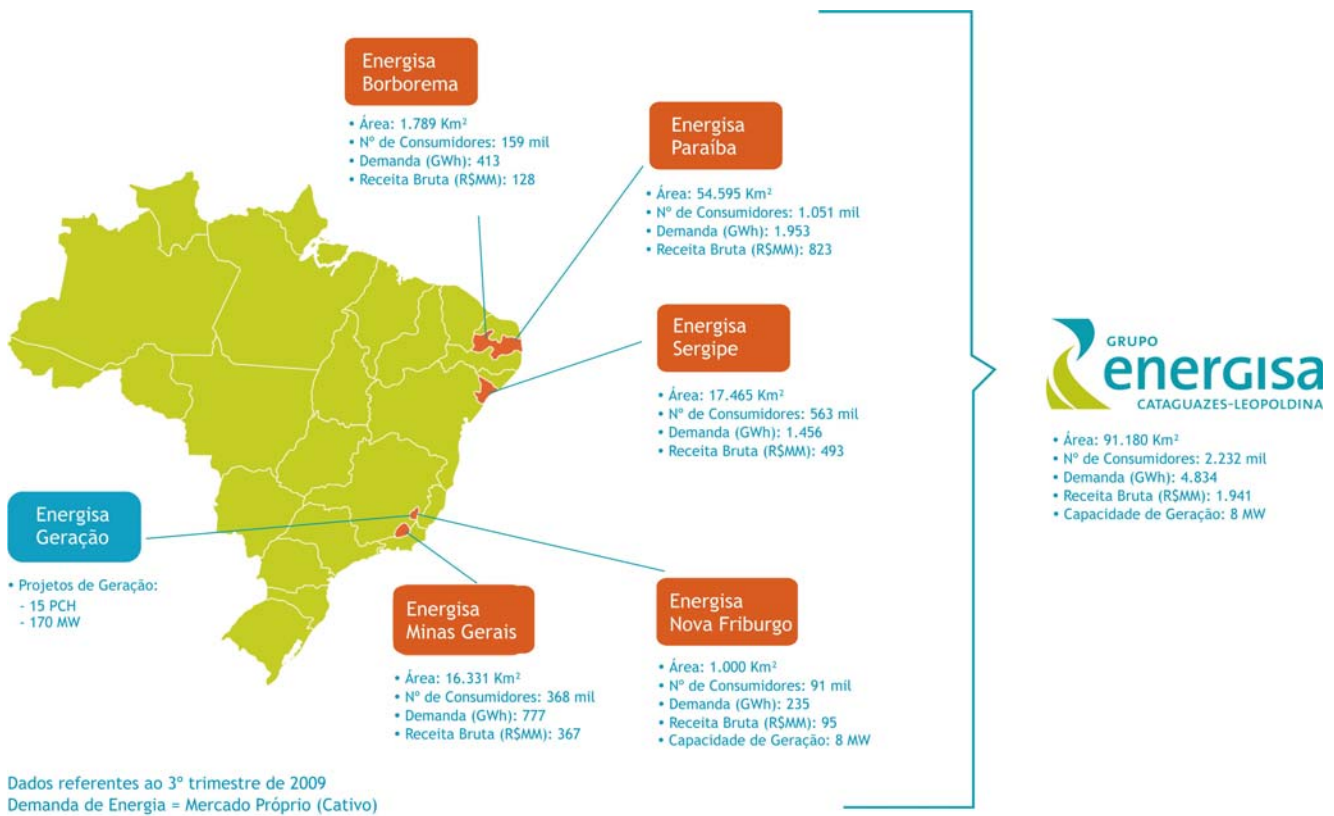 Energisa
Borborema
• Área: 1.789 Km²
• Nº de Consumidores: 159 mil
• Demanda (GWh): 413
• Receita Bruta (R$MM): 128
Energisa
Paraíba
• Área: 54.595 Km²
• Nº de Consumidores: 1.051 mil
• Demanda (GWh): 1.953
• Receita Bruta (R$MM): 823
Energisa
Sergipe
• Área: 17.465 Km²
• Nº de Consumidores: 563 mil
• Demanda (GWh): 1.456
• Receita Bruta (R$MM): 493
GRUPO
energisa
CATAGUAZES-LEOPOLDINA
• Área: 91.180 Km²
• Nº de Consumidores: 2.232 mil
• Demanda (GWh): 4.834
• Receita Bruta (R$MM): 1.941
• Capacidade de Geração: 8 MW
Energisa
Geração
• Projetos de Geração:
- 15 PCH
- 170 MW
Energisa
Minas Gerais
• Área: 16.331 Km²
• Nº de Consumidores: 368 mil
• Demanda (GWh): 777
• Receita Bruta (R$MM): 367
Energisa
Nova Friburgo
• Área: 1.000 Km²
• Nº de Consumidores: 91 mil
• Demanda (GWh): 235
• Receita Bruta (R$MM): 95
• Capacidade de Geração: 8 MW
Dados referentes ao 3º trimestre de 2009
Demanda de Energia = Mercado Próprio (Cativo)